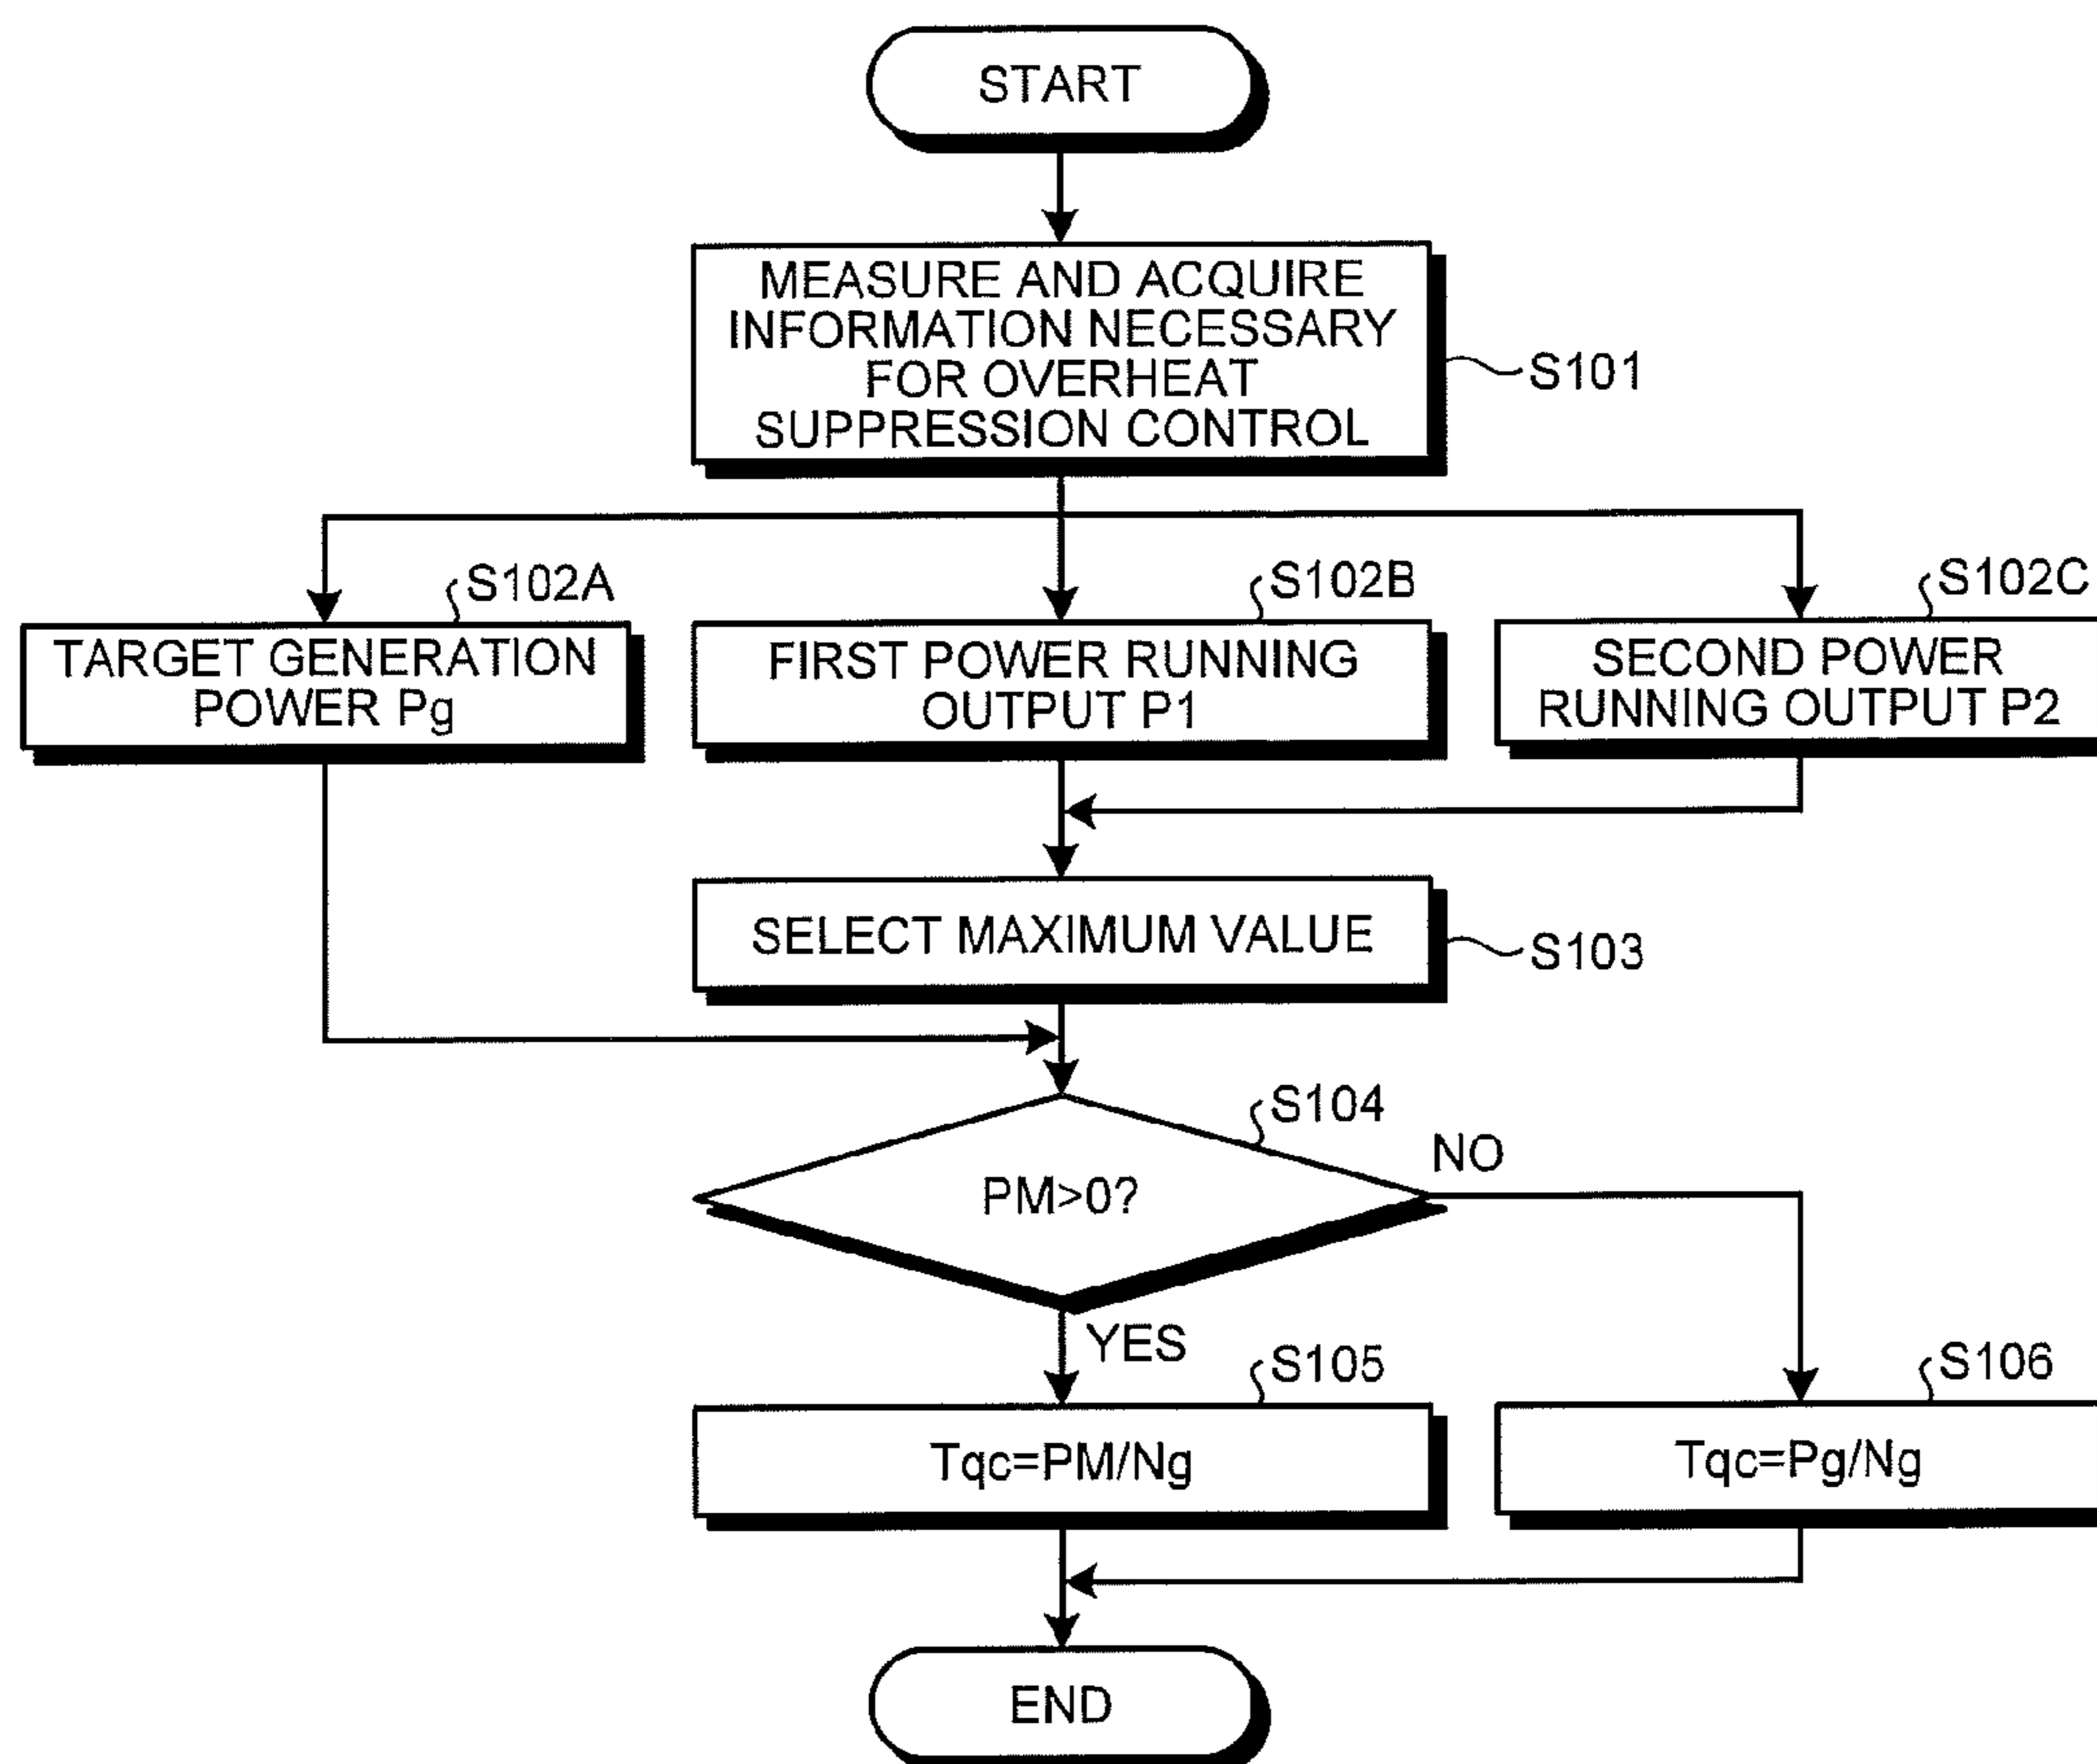 START
MEASURE AND ACQUIRE
INFORMATION NECESSARY
FOR OVERHEAT
SUPPRESSION CONTROL
S101
S102A
TARGET GENERATION
POWER Pg
S102B
FIRST POWER RUNNING
OUTPUT P1
S102C
SECOND POWER
RUNNING OUTPUT P2
SELECT MAXIMUM VALUE
S103
S104
PM>0?
NO
YES
S105
Tqc=PM/Ng
S106
Tqc=Pg/Ng
END